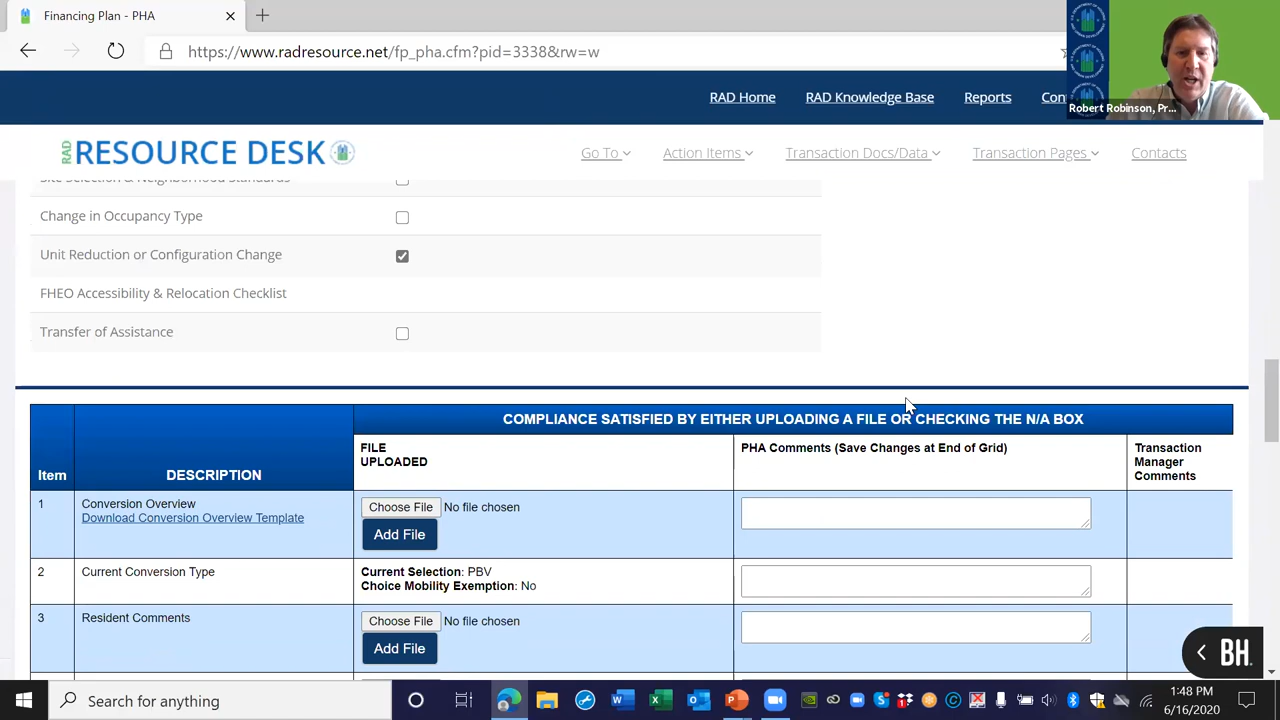 Financing Plan - PHA
https://www.radresource.net/fp_pha.cfm?pid=3338&rw=w
Robert Robinson, Pr...
RAD Home
RAD Knowledge Base
Reports
RAD RESOURCE DESK
Go To
Action Items
Transaction Docs/Data
Transaction Pages
Contacts
Site Selection & Neighborhood Standards
Change in Occupancy Type
Unit Reduction or Configuration Change
FHEO Accessibility & Relocation Checklist
Transfer of Assistance
Item
DESCRIPTION
COMPLIANCE SATISFIED BY EITHER UPLOADING A FILE OR CHECKING THE N/A BOX
FILE
UPLOADED
PHA Comments (Save Changes at End of Grid)
Transaction
Manager
Comments
1
Conversion Overview
Download Conversion Overview Template
Choose File No file chosen
Add File
2
Current Conversion Type
Current Selection: PBV
Choice Mobility Exemption: No
3
Resident Comments
Choose File No file chosen
Add File
BH.
Search for anything
1:48 PM
6/16/2020